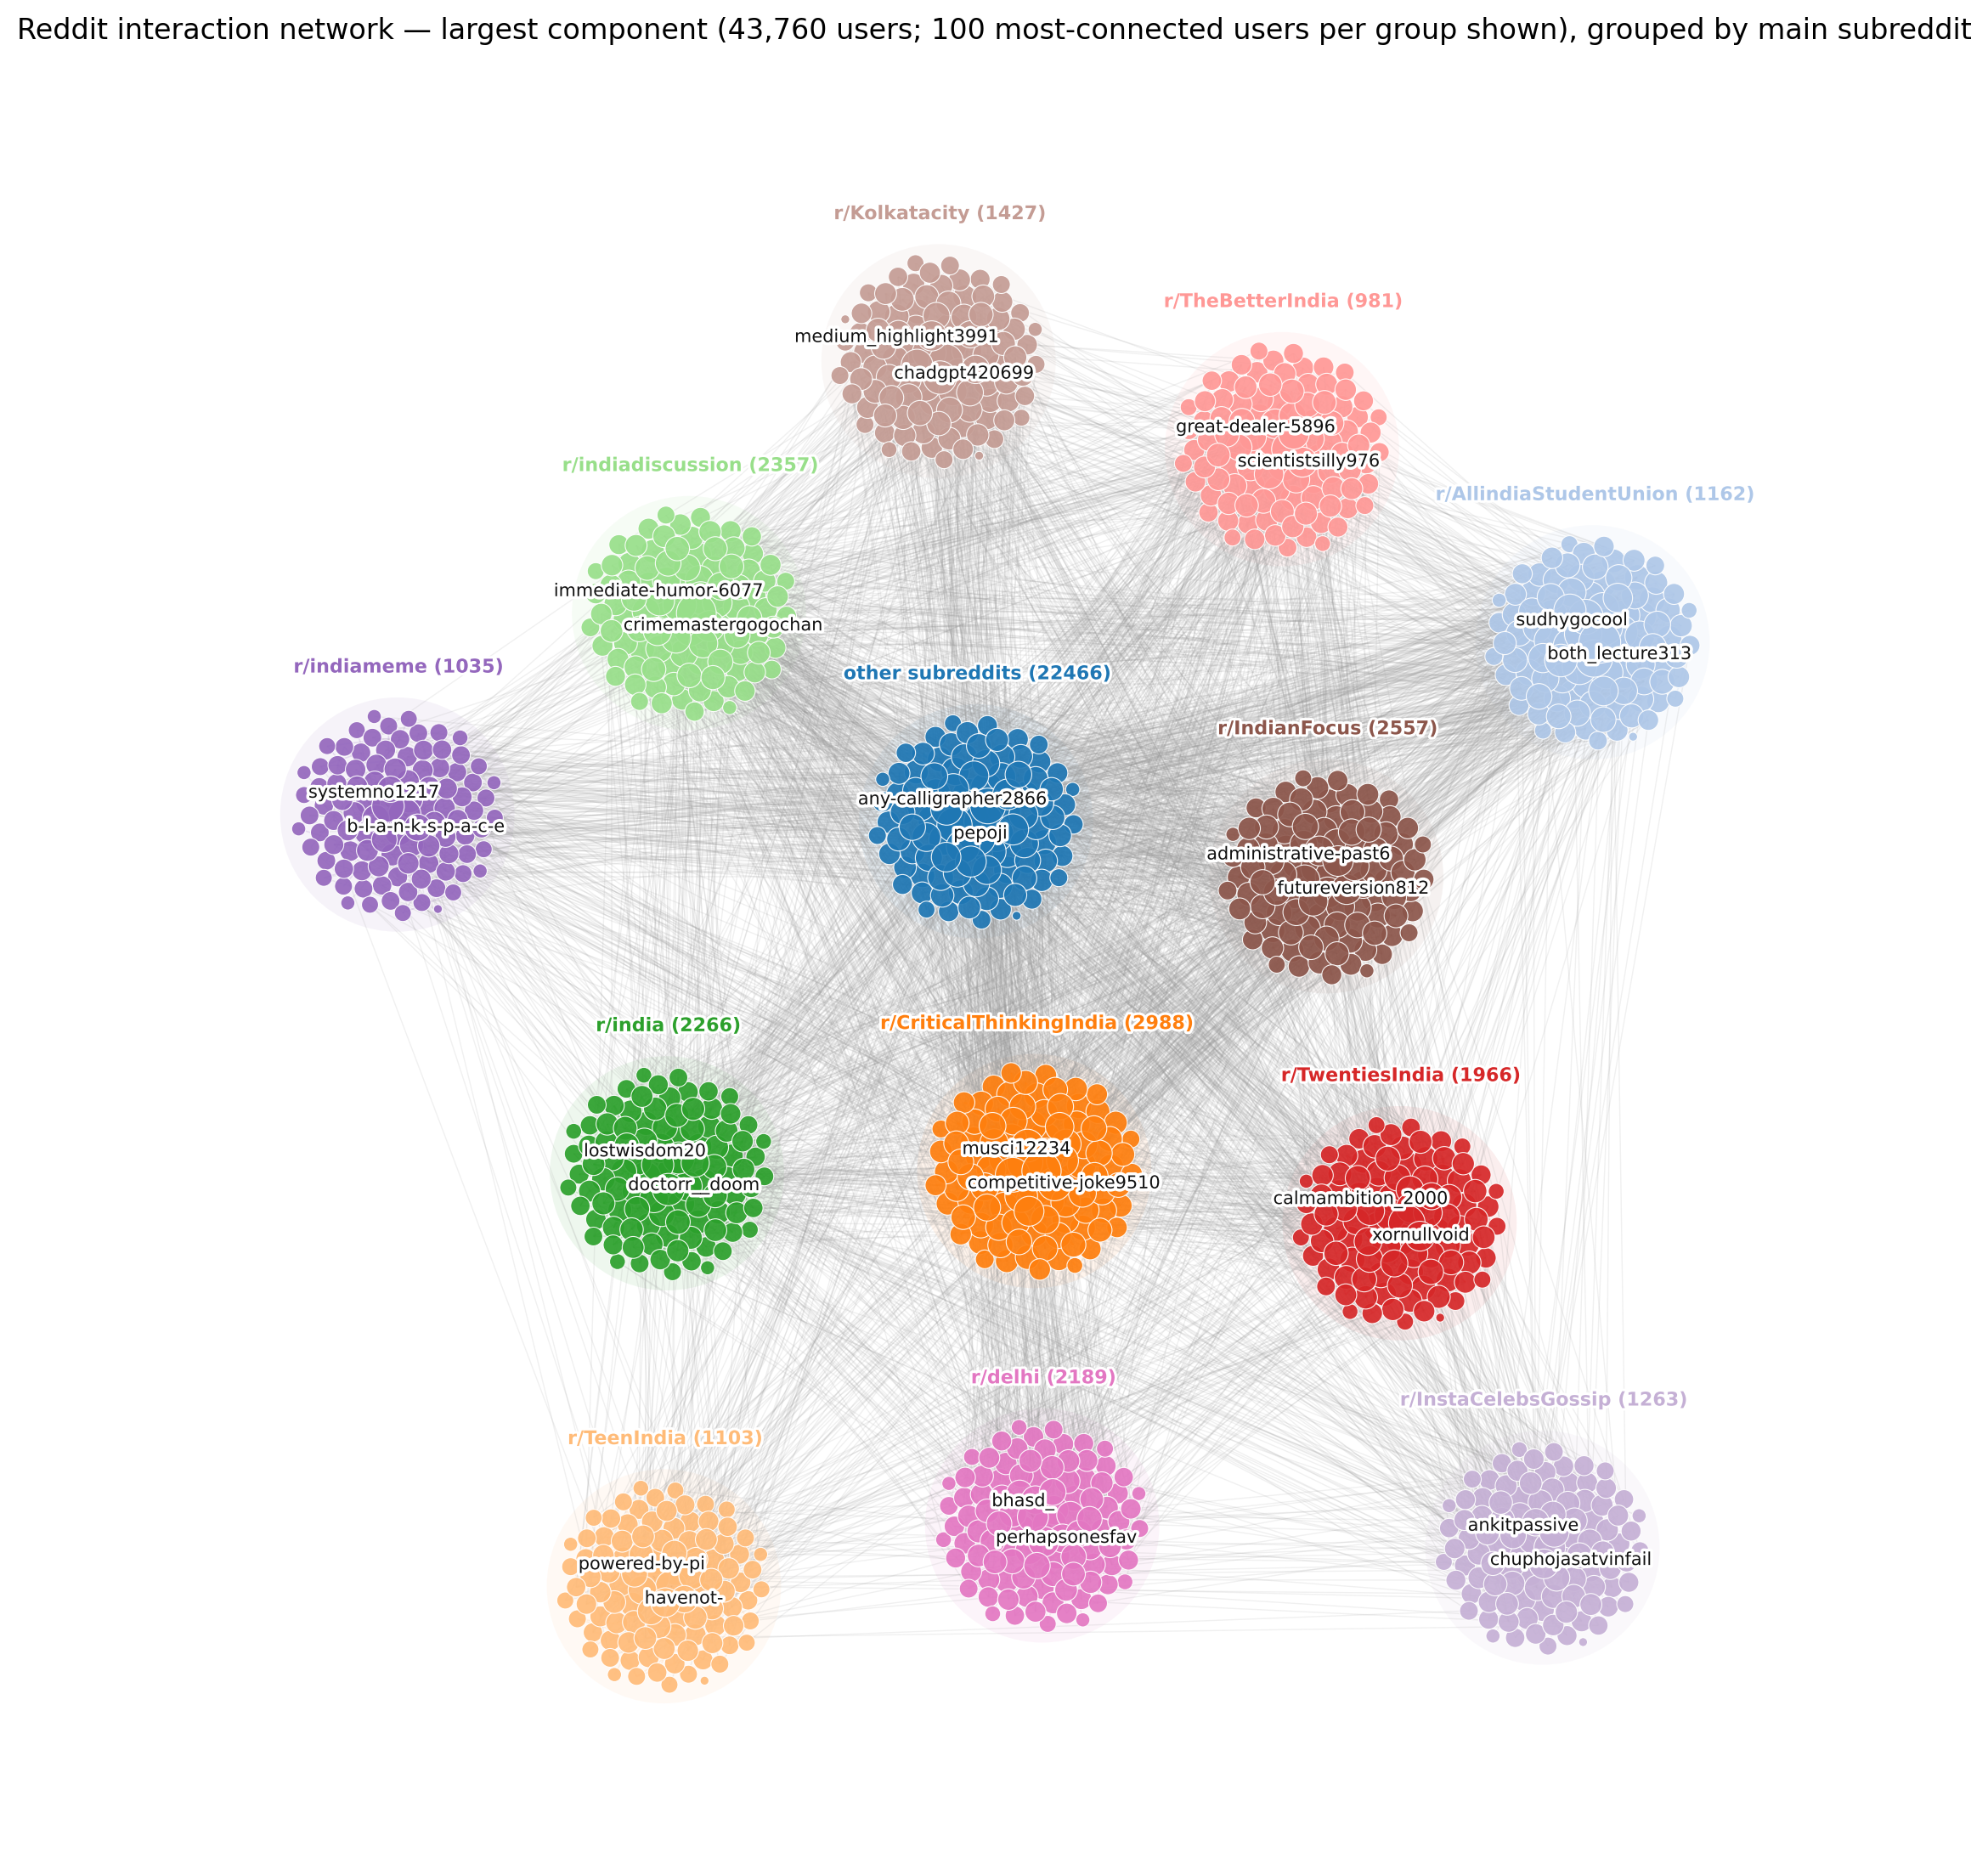 Reddit interaction network — largest component (43,760 users; 100 most-connected users per group shown), grouped by main subreddit
r/Kolkatacity (1427)
medium_highlight3991
chadgpt420699
r/TheBetterIndia (981)
great-dealer-5896
scientistsilly976
r/indiadiscussion (2357)
immediate-humor-6077
crimemastergogochan
r/AllindiaStudentUnion (1162)
sudhygocool
both_lecture313
r/indiameme (1035)
systemno1217
b-l-a-n-k-s-p-a-c-e
other subreddits (22466)
any-calligrapher2866
pepoji
r/IndianFocus (2557)
administrative-past6
futureversion812
r/india (2266)
lostwisdom20
doctorr__doom
r/CriticalThinkingIndia (2988)
musci12234
competitive-joke9510
r/TwentiesIndia (1966)
calmambition_2000
xornullvoid
r/delhi (2189)
bhasd_
perhapsonesfav
r/InstaCelebsGossip (1263)
ankitpassive
chuphojasatvinfail
r/TeenIndia (1103)
powered-by-pi
havenot-